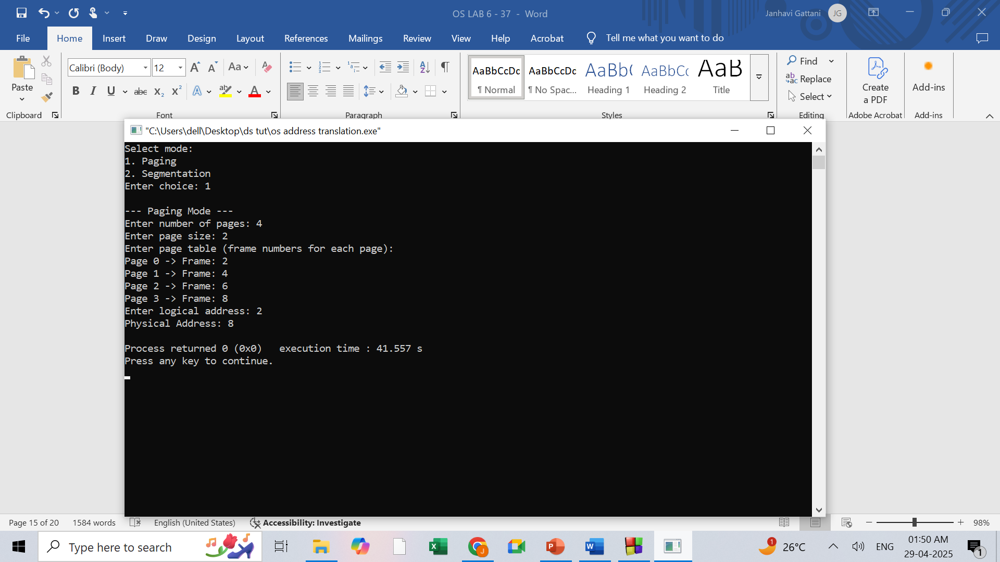 OS LAB 6 - 37 - Word
Janhavi Gattani JG
File Home Insert Draw Design Layout References Mailings Review View Help Acrobat Tell me what you want to do
Paste
Clipboard
Calibri (Body) 12
Font
Paragraph
AaBbCcDc AaBbCcDc AaBb( AaBbCc AaB
¶ Normal ¶ No Spac... Heading 1 Heading 2 Title
Styles
Find
Replace
Select
Editing
Create
a PDF
Adobe Acrobat
Add-ins
Add-ins
"C:\Users\dell\Desktop\ds tut\os address translation.exe"
Select mode:
1. Paging
2. Segmentation
Enter choice: 1
--- Paging Mode ---
Enter number of pages: 4
Enter page size: 2
Enter page table (frame numbers for each page):
Page 0 -> Frame: 2
Page 1 -> Frame: 4
Page 2 -> Frame: 6
Page 3 -> Frame: 8
Enter logical address: 2
Physical Address: 8
Process returned 0 (0x0)   execution time : 41.557 s
Press any key to continue.
Page 15 of 20 1584 words English (United States) Accessibility: Investigate 98%
Type here to search
1 26°C ENG
01:50 AM
29-04-2025
1